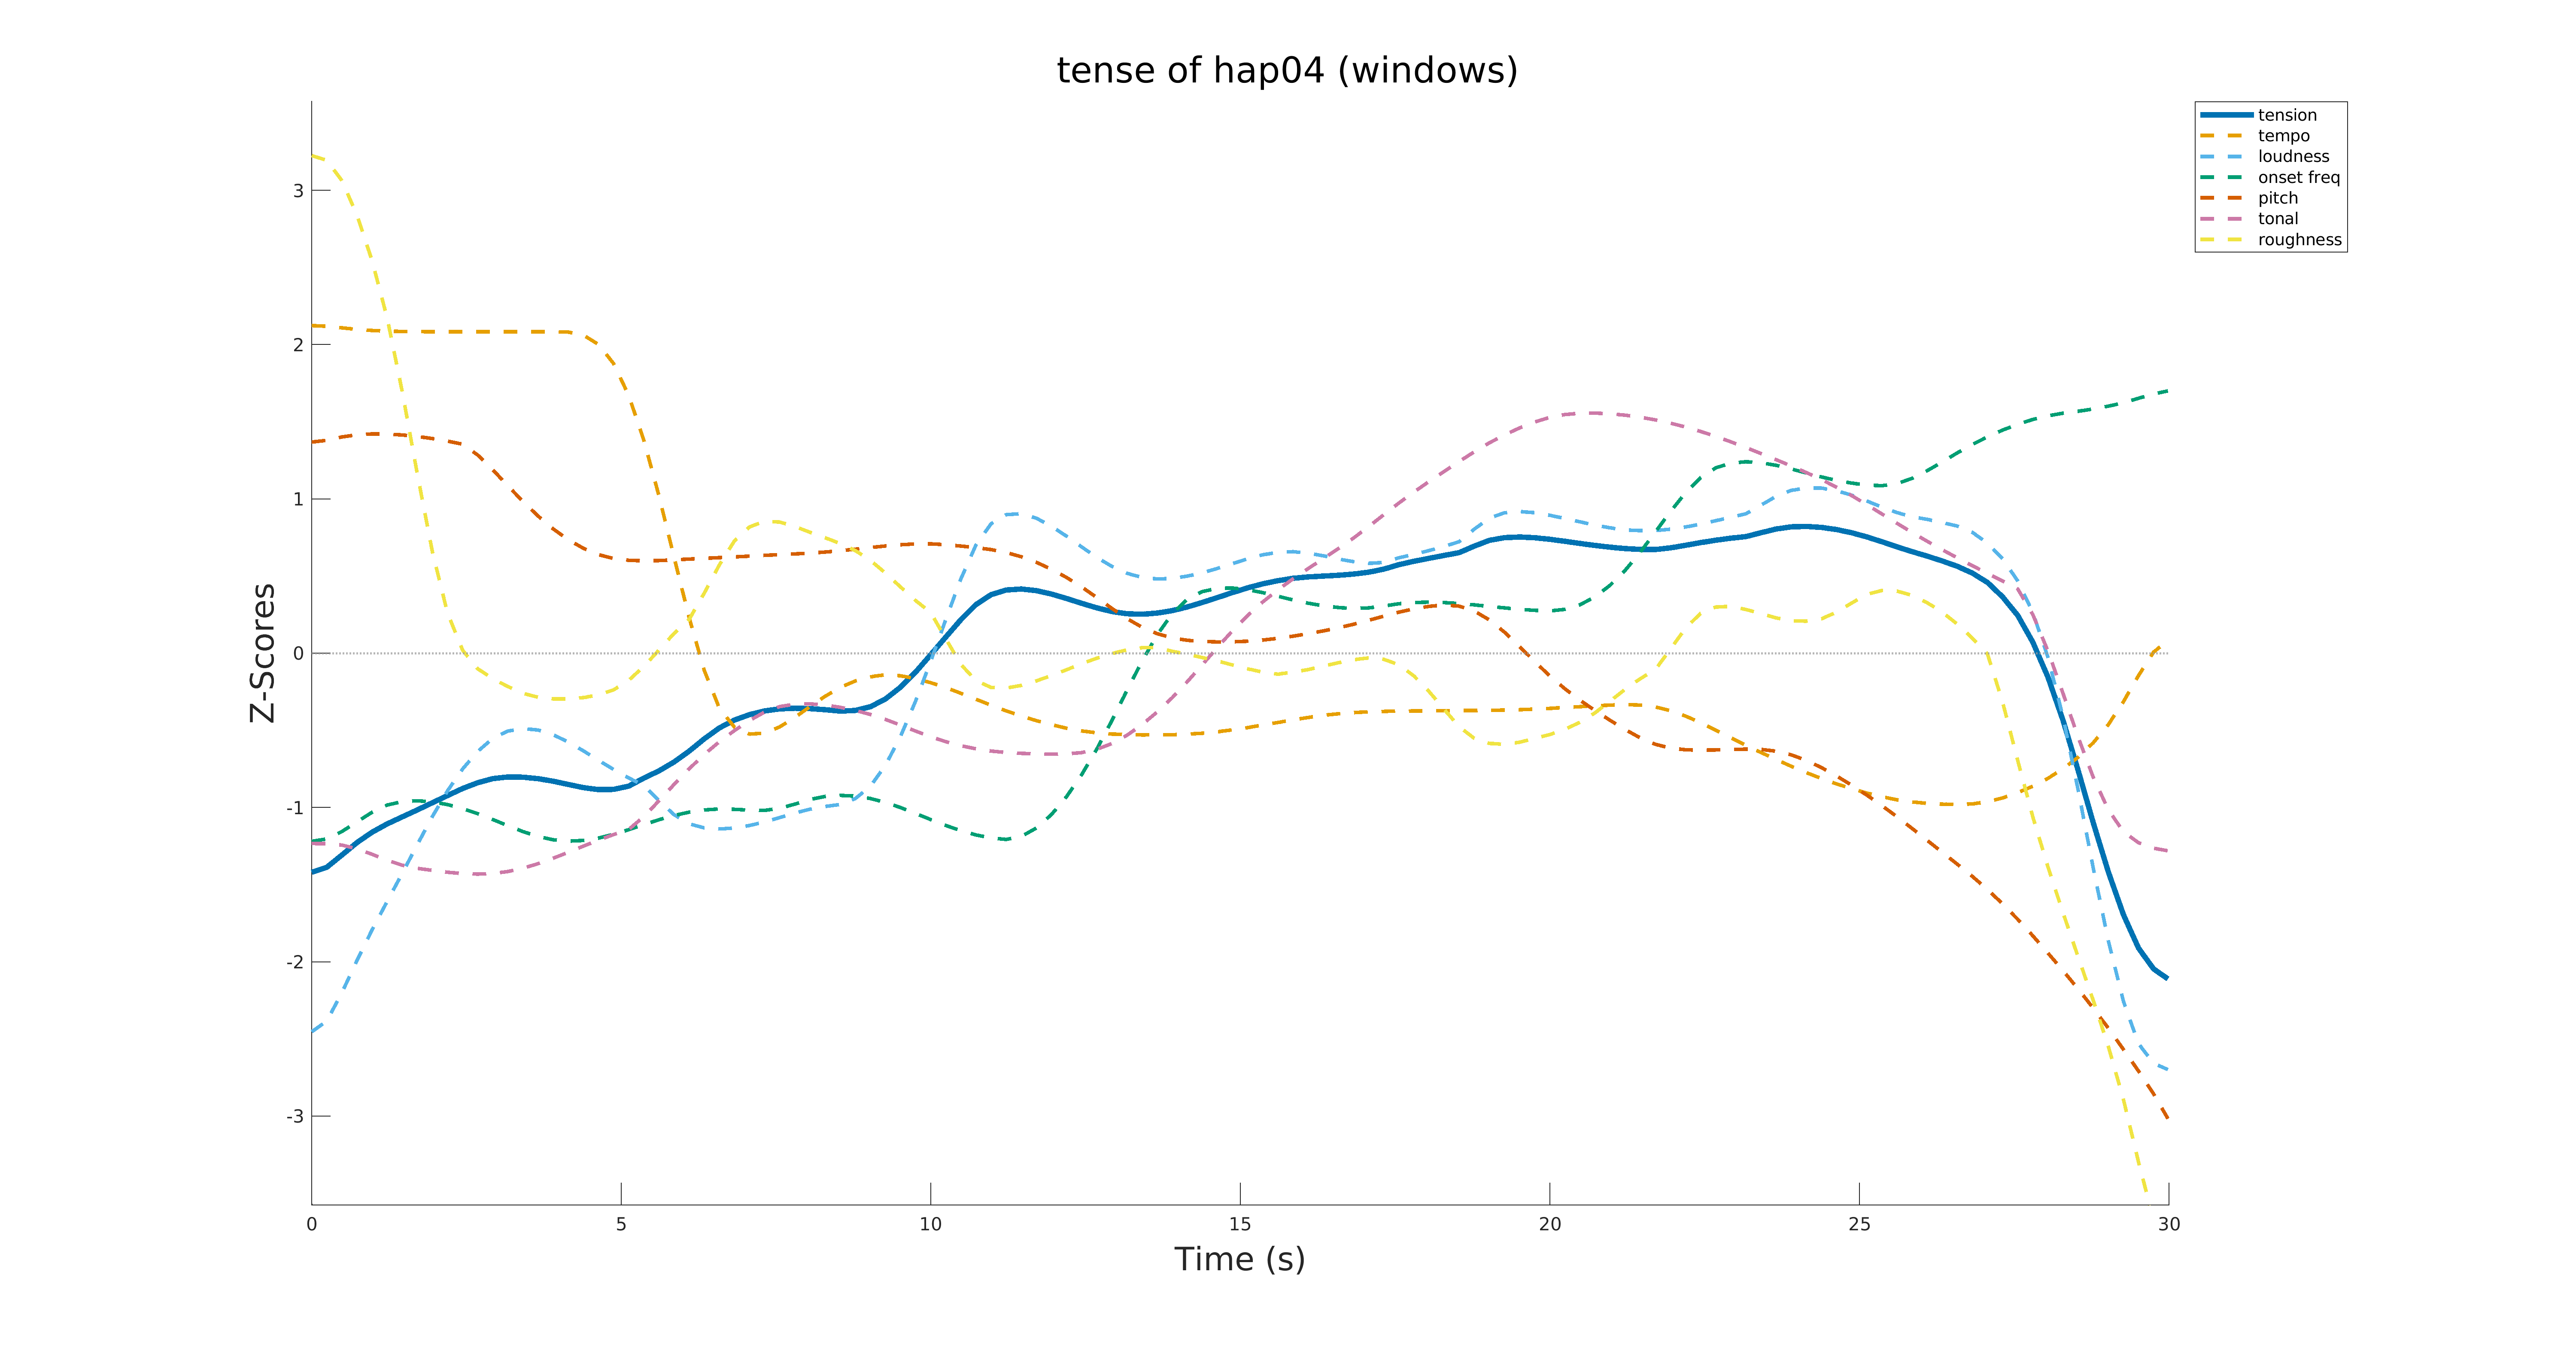 tense of hap04 (windows)
tension
tempo
loudness
onset freq
pitch
tonal
roughness
Z-Scores
3
2
1
0
-1
-2
-3
0 5 10 15 20 25 30
Time (s)